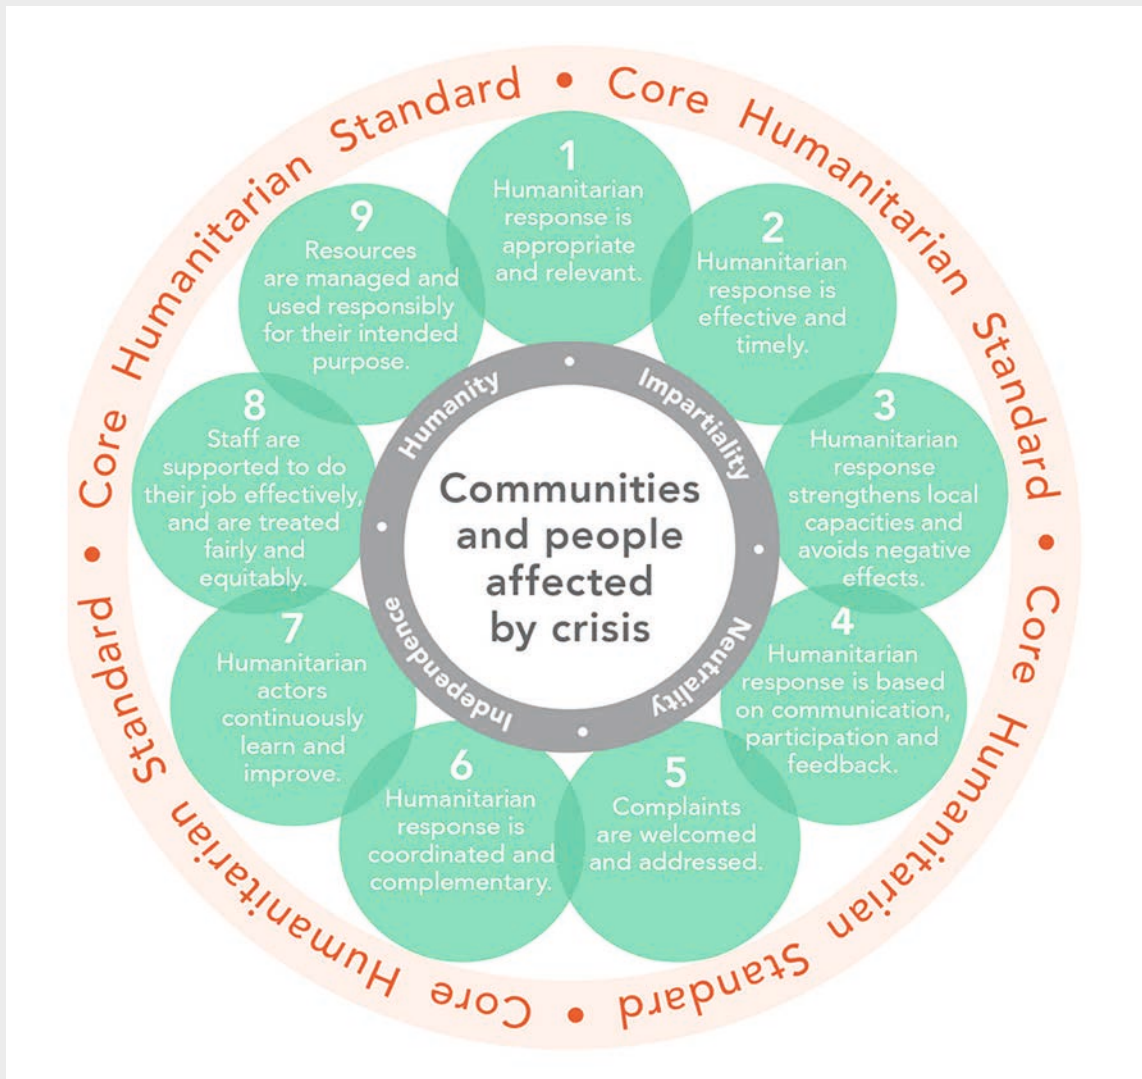 Core Humanitarian Standard • Core Humanitarian Standard • Core Humanitarian Standard • Core Humanitarian Standard •
1
Humanitarian
response is
appropriate
and relevant.
2
Humanitarian
response is
effective and
timely.
3
Humanitarian
response
strengthens local
capacities and
avoids negative
effects.
4
Humanitarian
response is based
on communication,
participation and
feedback.
5
Complaints
are welcomed
and addressed.
6
Humanitarian
response is
coordinated and
complementary.
7
Humanitarian
actors
continuously
learn and
improve.
8
Staff are
supported to do
their job effectively,
and are treated
fairly and
equitably.
9
Resources
are managed and
used responsibly
for their intended
purpose.
Humanity • Impartiality • Neutrality • Independence •
Communities
and people
affected
by crisis